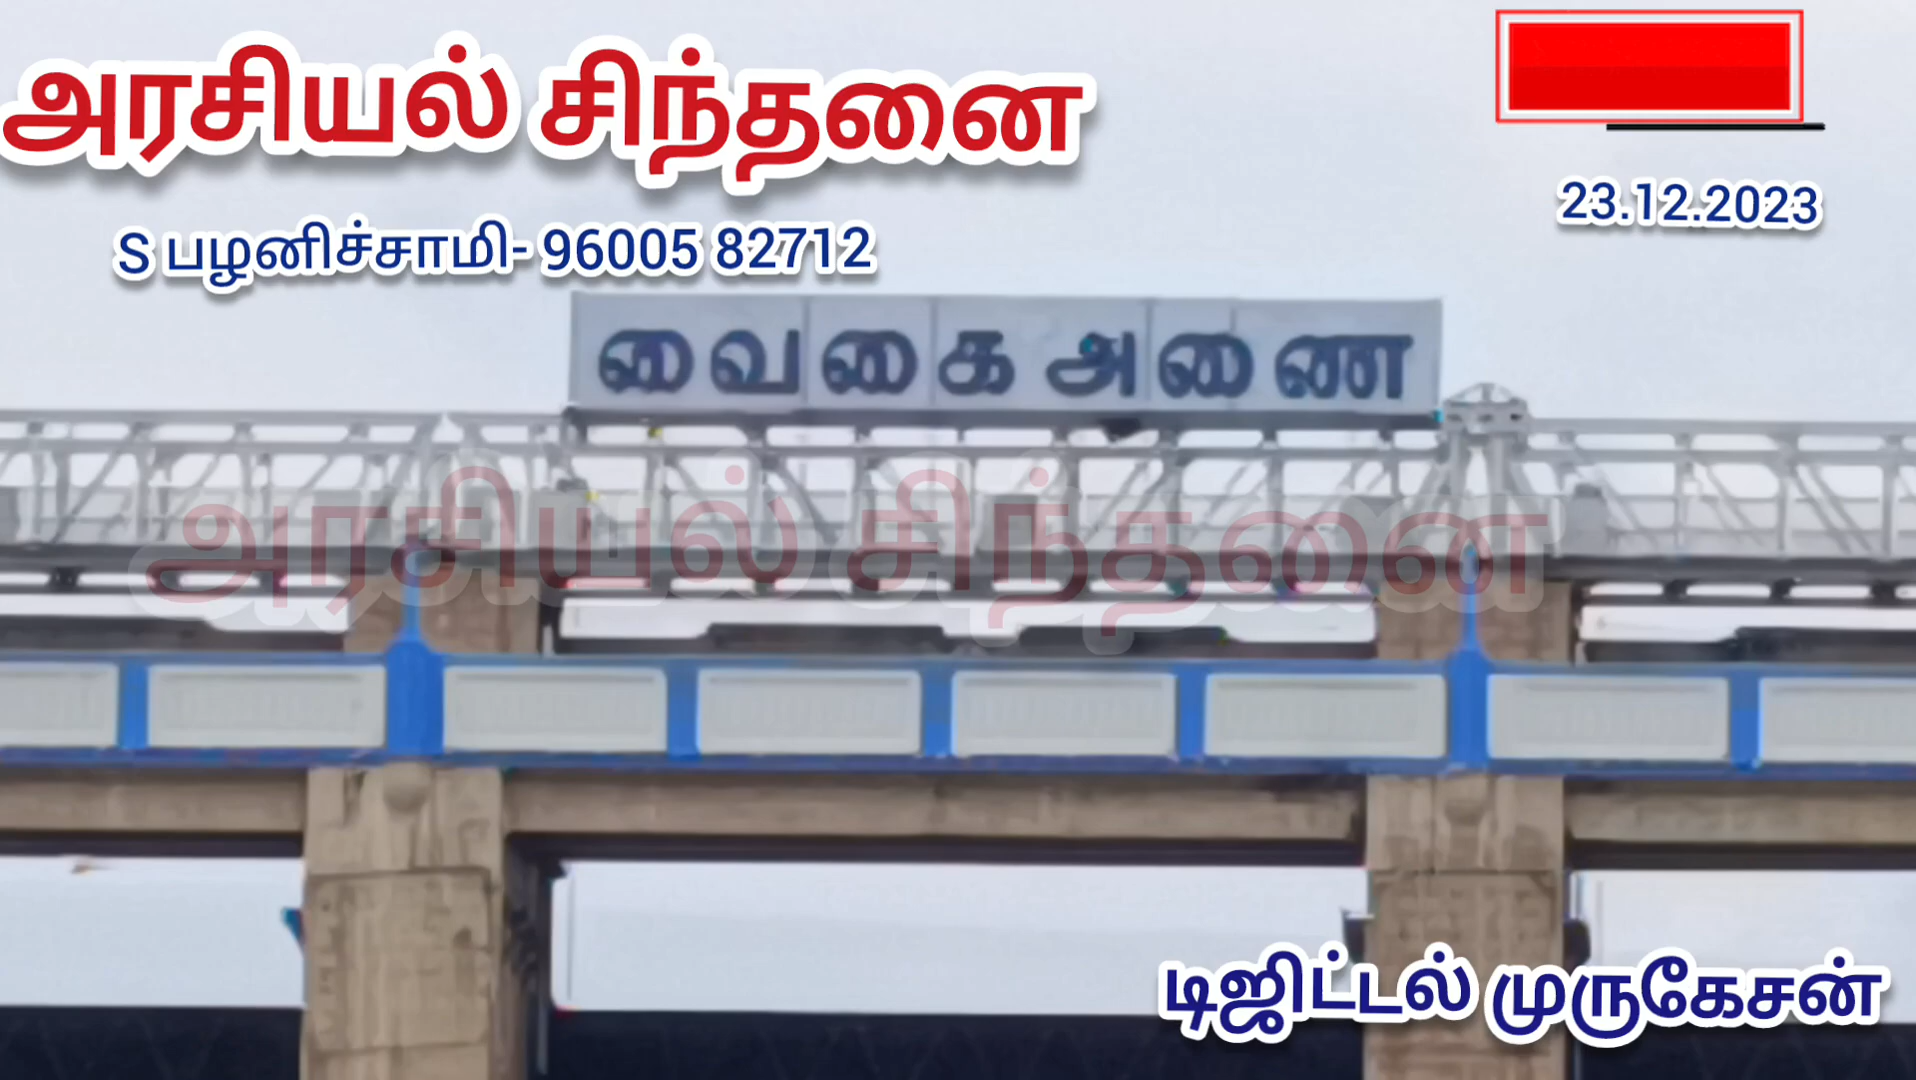 அரசியல் சிந்தனை
23.12.2023
S பழனிச்சாமி- 96005 82712
வைகை அணை
அரசியல் சிந்தனை
டிஜிட்டல் முருகேசன்